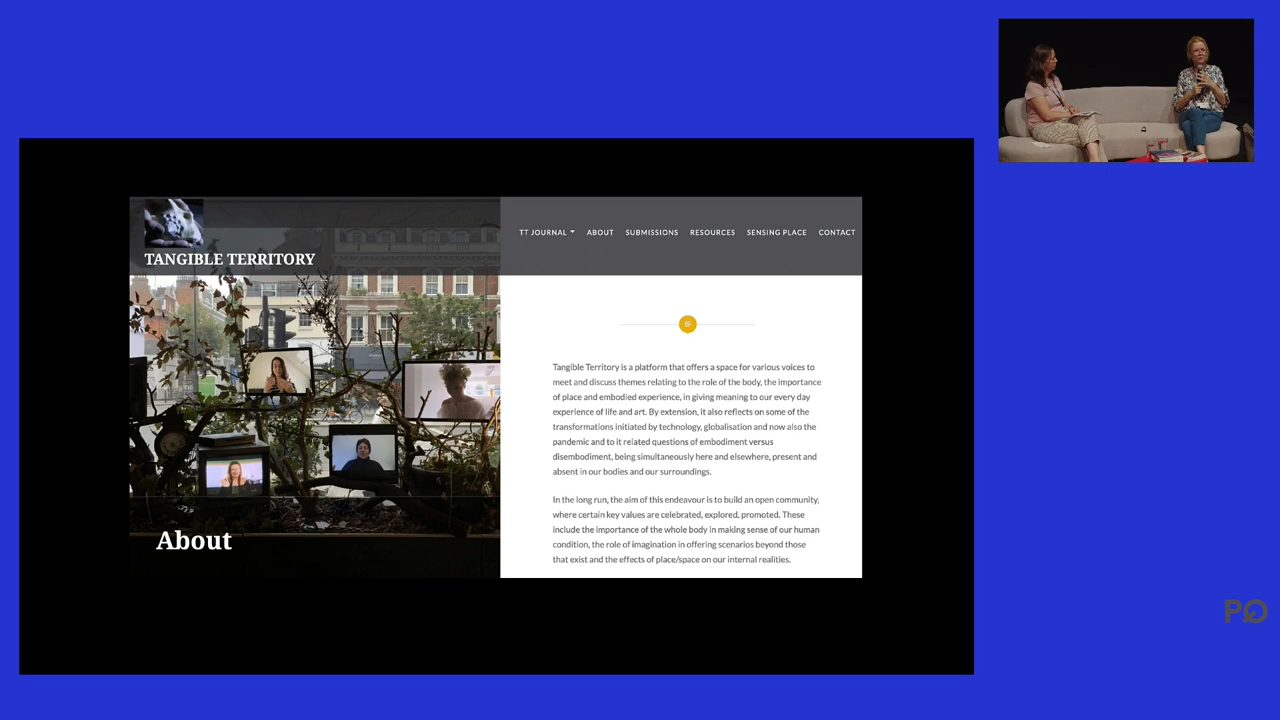 TANGIBLE TERRITORY
TT JOURNAL ABOUT SUBMISSIONS RESOURCES SENSING PLACE CONTACT
Tangible Territory is a platform that offers a space for various voices to
meet and discuss themes relating to the role of the body, the importance
of place and embodied experience, in giving meaning to our every day
experience of life and art. By extension, it also reflects on some of the
transformations initiated by technology, globalisation and now also the
pandemic and to it related questions of embodiment versus
disembodiment, being simultaneously here and elsewhere, present and
absent in our bodies and our surroundings.
In the long run, the aim of this endeavour is to build an open community,
where certain key values are celebrated, explored, promoted. These
include the importance of the whole body in making sense of our human
condition, the role of imagination in offering scenarios beyond those
that exist and the effects of place/space on our internal realities.
About
PQ